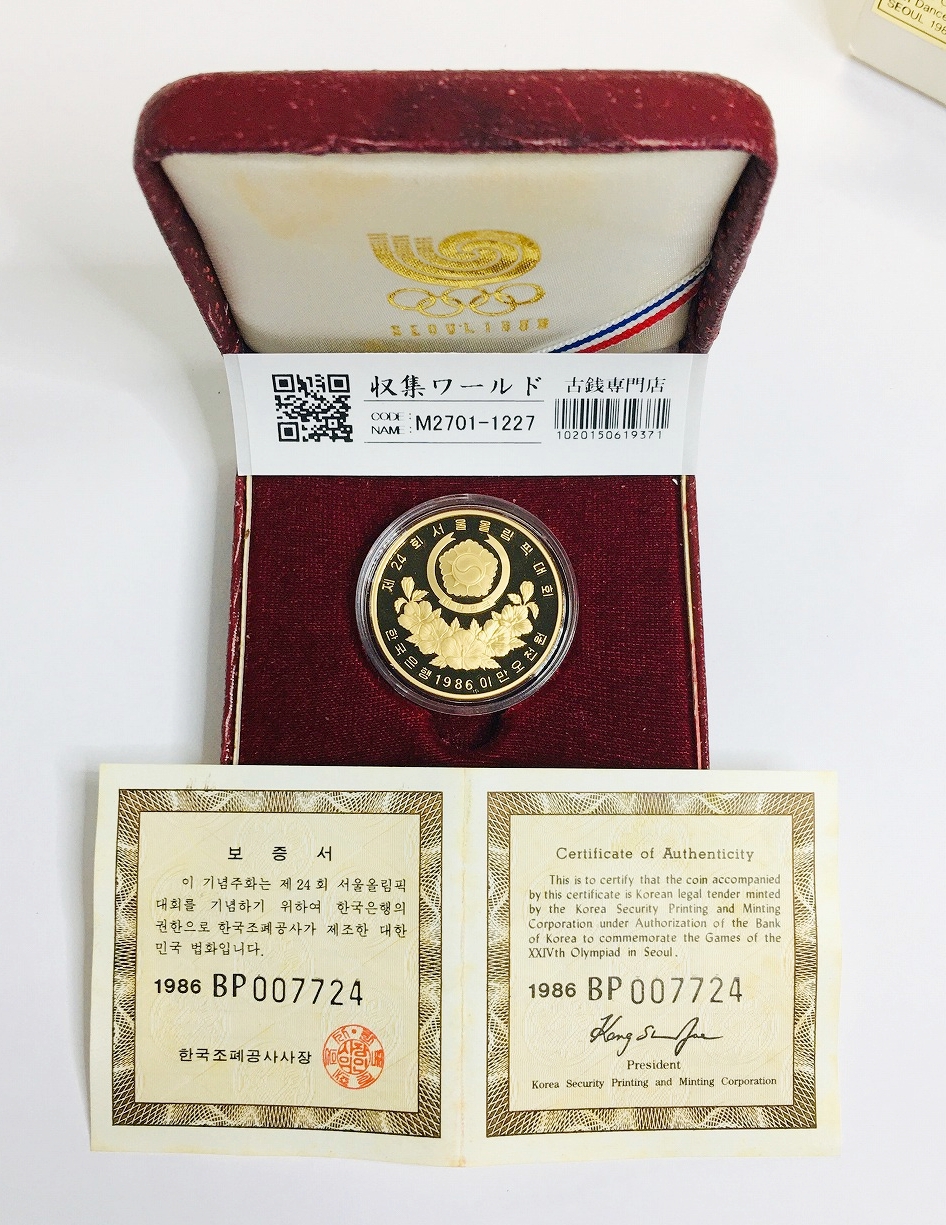 Dance
SEOUL 198
SEOUL 1988
収集ワールド 古銭専門店
CODE:
NAME: M2701-1227
1020150619371
제 24 회 서울올림픽대회
한국은행 1986 이만오천원
보 증 서
이 기념주화는 제 24 회 서울올림픽
대회를 기념하기 위하여 한국은행의
권한으로 한국조폐공사가 제조한 대한
민국 법화입니다.
1986 BP007724
한국조폐공사사장
Certificate of Authenticity
This is to certify that the coin accompanied
by this certificate is Korean legal tender minted
by the Korea Security Printing and Minting
Corporation under Authorization of the Bank
of Korea to commemorate the Games of the
XXIVth Olympiad in Seoul.
1986 BP007724
President
Korea Security Printing and Minting Corporation